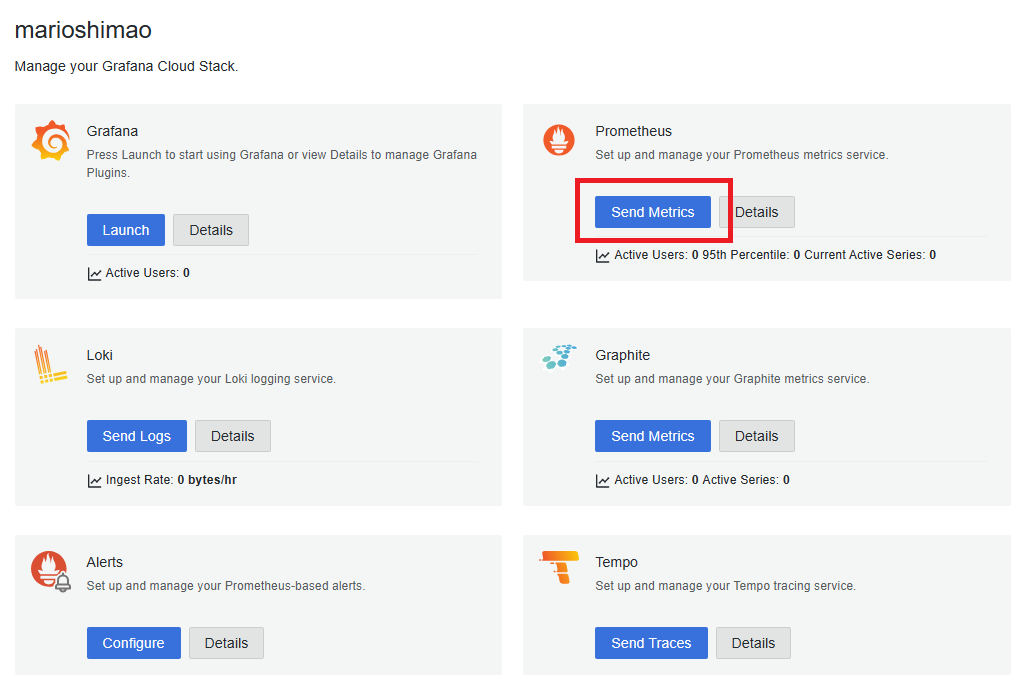 marioshimao
Manage your Grafana Cloud Stack.
Grafana
Press Launch to start using Grafana or view Details to manage Grafana
Plugins.
Launch
Details
Active Users: 0
Prometheus
Set up and manage your Prometheus metrics service.
Send Metrics
Details
Active Users: 0 95th Percentile: 0 Current Active Series: 0
Loki
Set up and manage your Loki logging service.
Send Logs
Details
Ingest Rate: 0 bytes/hr
Graphite
Set up and manage your Graphite metrics service.
Send Metrics
Details
Active Users: 0 Active Series: 0
Alerts
Set up and manage your Prometheus-based alerts.
Configure
Details
Tempo
Set up and manage your Tempo tracing service.
Send Traces
Details